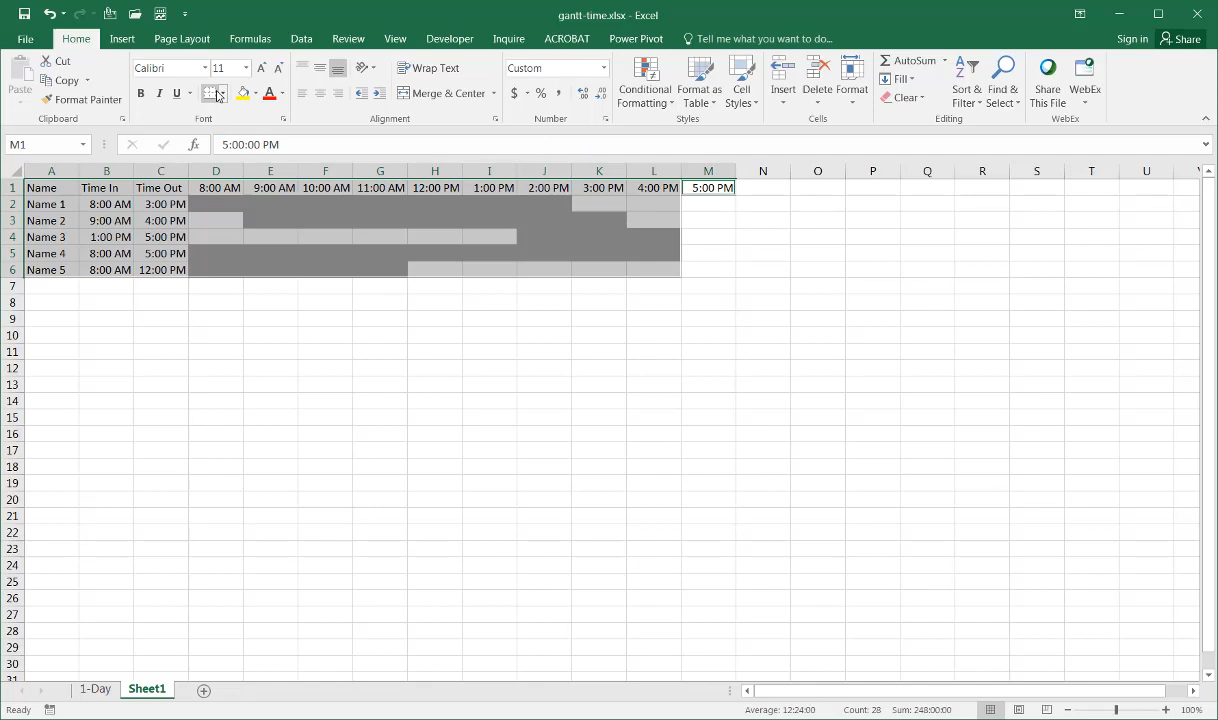 gantt-time.xlsx - Excel
File Home Insert Page Layout Formulas Data Review View Developer Inquire ACROBAT Power Pivot Tell me what you want to do... Sign in Share
Paste
Cut
Copy
Format Painter
Clipboard
Calibri 11
B I U
Font
Wrap Text
Merge & Center
Alignment
Custom
$ % ,
Number
Conditional Formatting
Format as Table
Cell Styles
Styles
Insert Delete Format
Cells
AutoSum
Fill
Clear
Sort & Filter
Find & Select
Editing
Share This File
WebEx
WebEx
M1 fx 5:00:00 PM
A B C D E F G H I J K L M N O P Q R S T U V
1 Name Time In Time Out 8:00 AM 9:00 AM 10:00 AM 11:00 AM 12:00 PM 1:00 PM 2:00 PM 3:00 PM 4:00 PM 5:00 PM
2 Name 1 8:00 AM 3:00 PM
3 Name 2 9:00 AM 4:00 PM
4 Name 3 1:00 PM 5:00 PM
5 Name 4 8:00 AM 5:00 PM
6 Name 5 8:00 AM 12:00 PM
7
8
9
10
11
12
13
14
15
16
17
18
19
20
21
22
23
24
25
26
27
28
29
30
31
1-Day Sheet1
Ready Average: 12:24:00 Count: 28 Sum: 248:00:00 100%